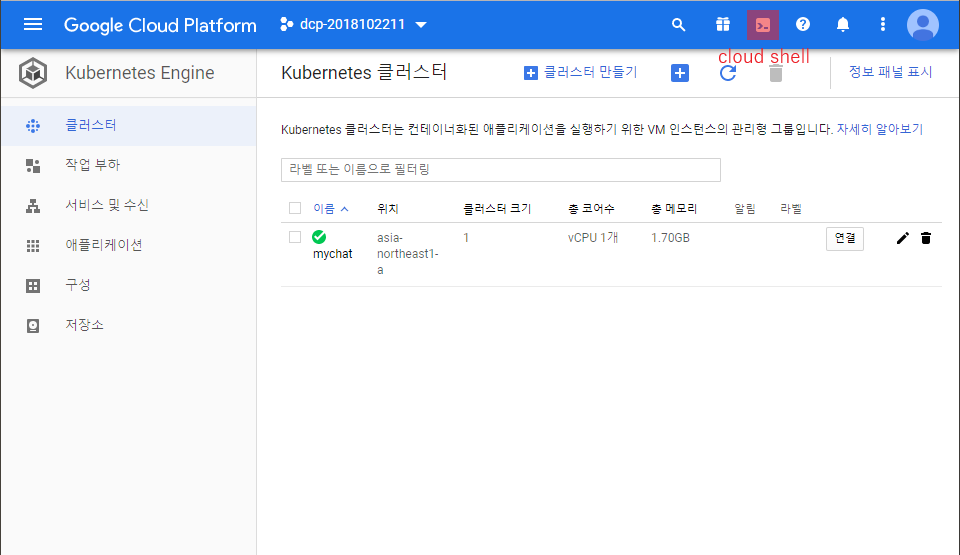 Google Cloud Platform
dcp-2018102211
cloud shell
Kubernetes Engine
Kubernetes 클러스터
클러스터 만들기
정보 패널 표시
클러스터
작업 부하
서비스 및 수신
애플리케이션
구성
저장소
Kubernetes 클러스터는 컨테이너화된 애플리케이션을 실행하기 위한 VM 인스턴스의 관리형 그룹입니다. 자세히 알아보기
라벨 또는 이름으로 필터링
이름 위치 클러스터 크기 총 코어수 총 메모리 알림 라벨
mychat
asia-
northeast1-
a
1
vCPU 1개
1.70GB
연결